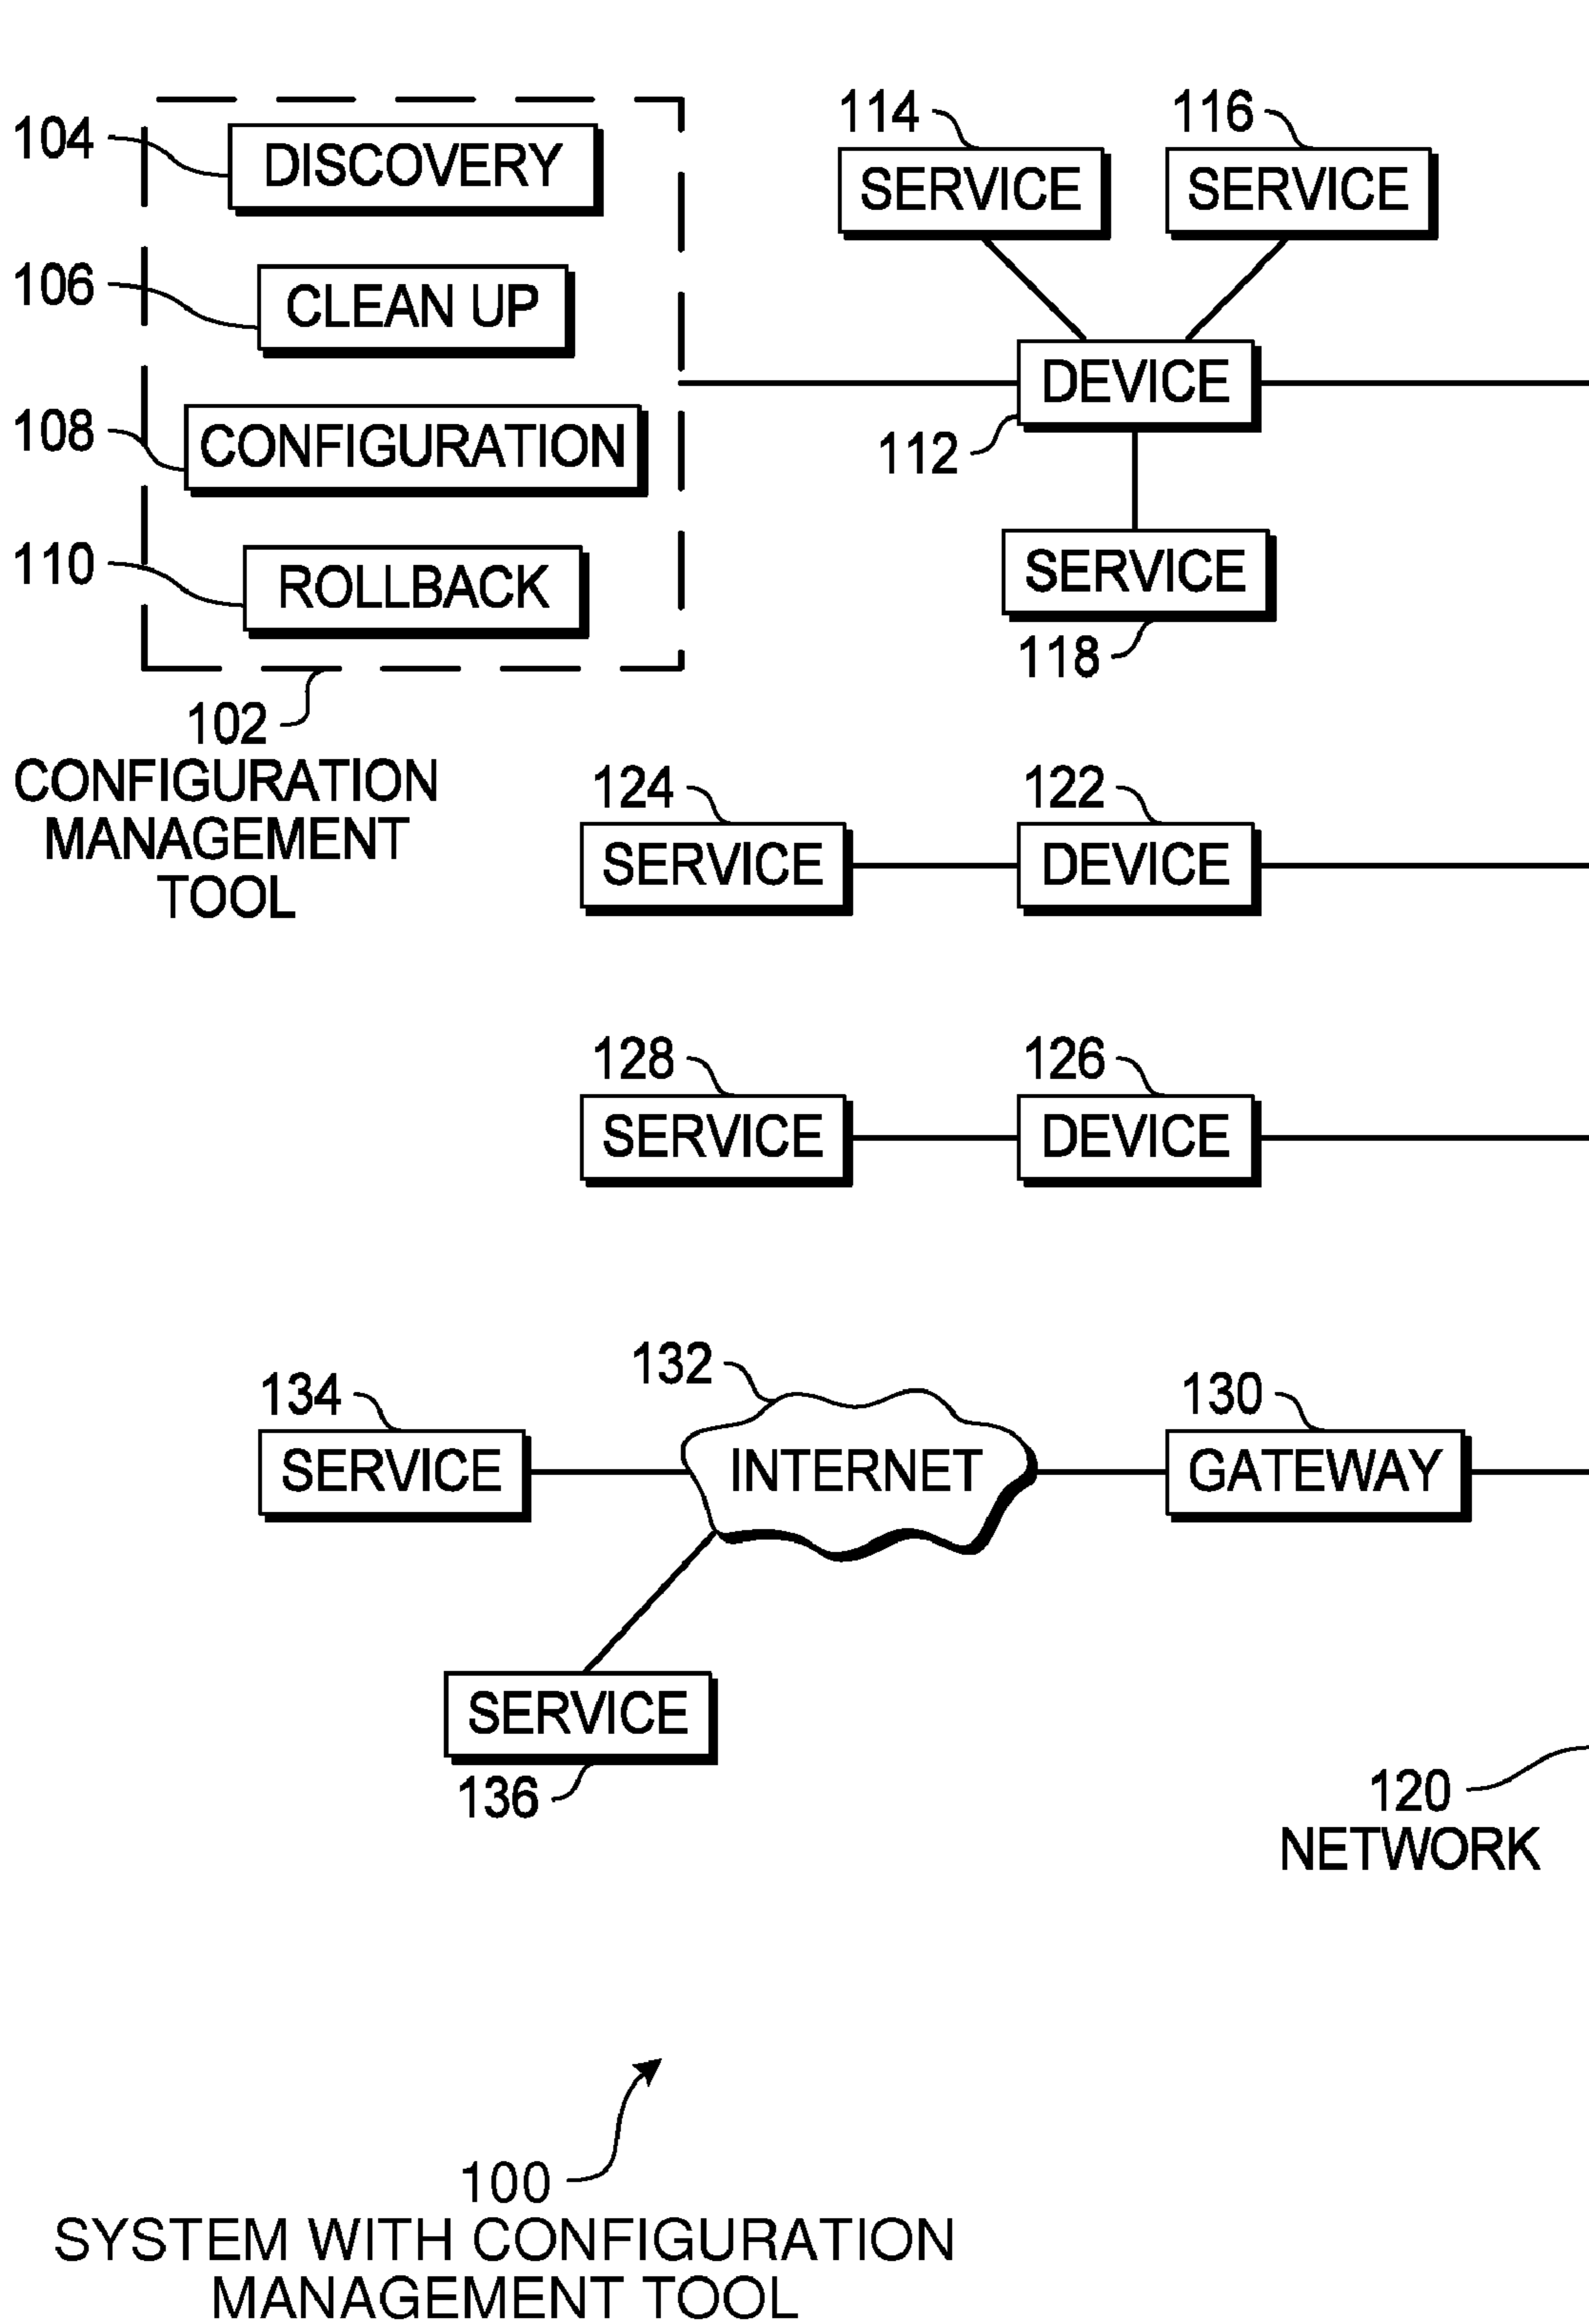 104
DISCOVERY
106
CLEAN UP
108
CONFIGURATION
110
ROLLBACK
102
CONFIGURATION
MANAGEMENT
TOOL
114
SERVICE
116
SERVICE
DEVICE
112
SERVICE
118
124
SERVICE
122
DEVICE
128
SERVICE
126
DEVICE
134
SERVICE
132
INTERNET
130
GATEWAY
SERVICE
136
120
NETWORK
100
SYSTEM WITH CONFIGURATION
MANAGEMENT TOOL